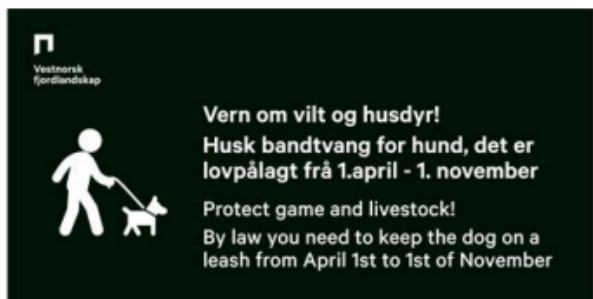 Vestnorsk
fjordlandskap
Vern om vilt og husdyr!
Husk bandtvang for hund, det er
lovpålagt frå 1.april - 1. november
Protect game and livestock!
By law you need to keep the dog on a
leash from April 1st to 1st of November